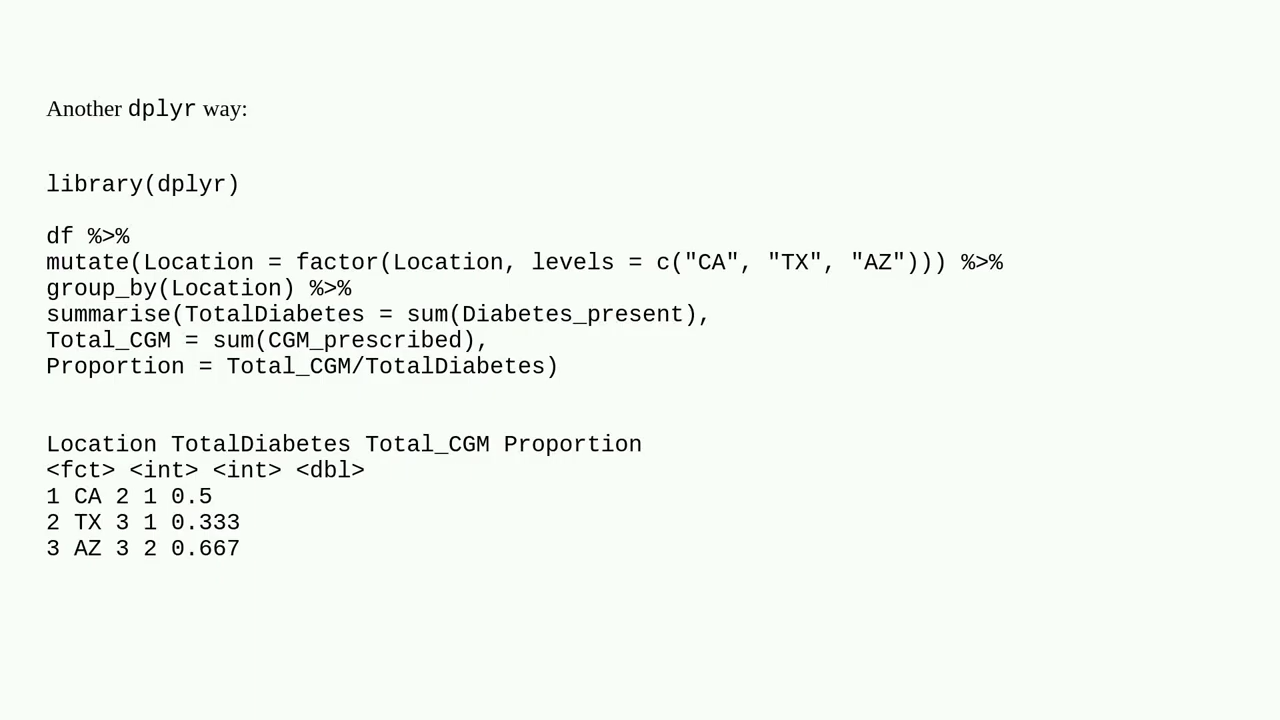 Another dplyr way:
library(dplyr)
df %>%
mutate(Location = factor(Location, levels = c("CA", "TX", "AZ"))) %>%
group_by(Location) %>%
summarise(TotalDiabetes = sum(Diabetes_present),
Total_CGM = sum(CGM_prescribed),
Proportion = Total_CGM/TotalDiabetes)
Location TotalDiabetes Total_CGM Proportion
<fct> <int> <int> <dbl>
1 CA 2 1 0.5
2 TX 3 1 0.333
3 AZ 3 2 0.667